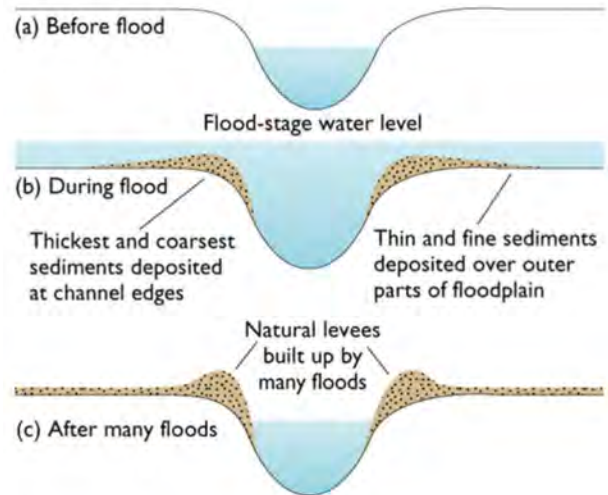 (a) Before flood
Flood-stage water level
(b) During flood
Thickest and coarsest
sediments deposited
at channel edges
Thin and fine sediments
deposited over outer
parts of floodplain
Natural levees
built up by
many floods
(c) After many floods